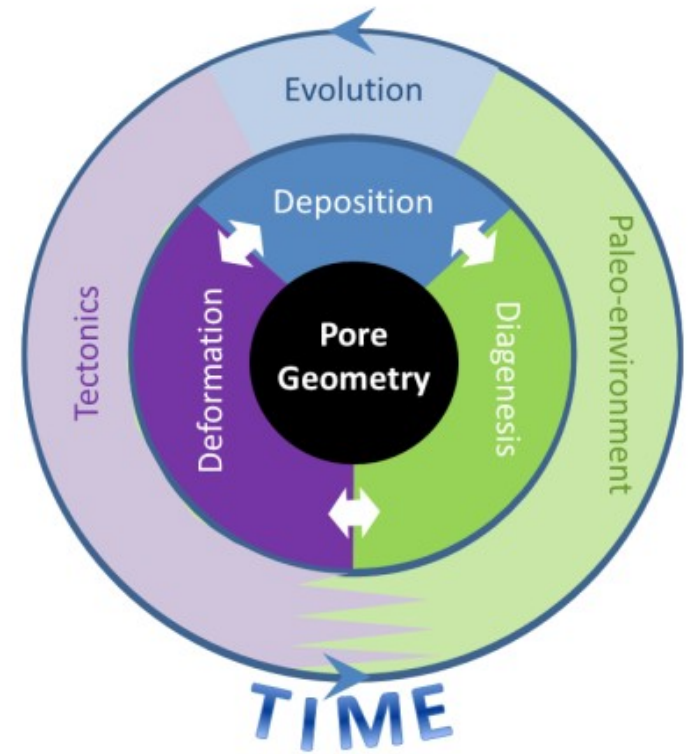 Evolution
Deposition
Tectonics
Deformation
Pore
Geometry
Diagenesis
Paleo-environment
TIME